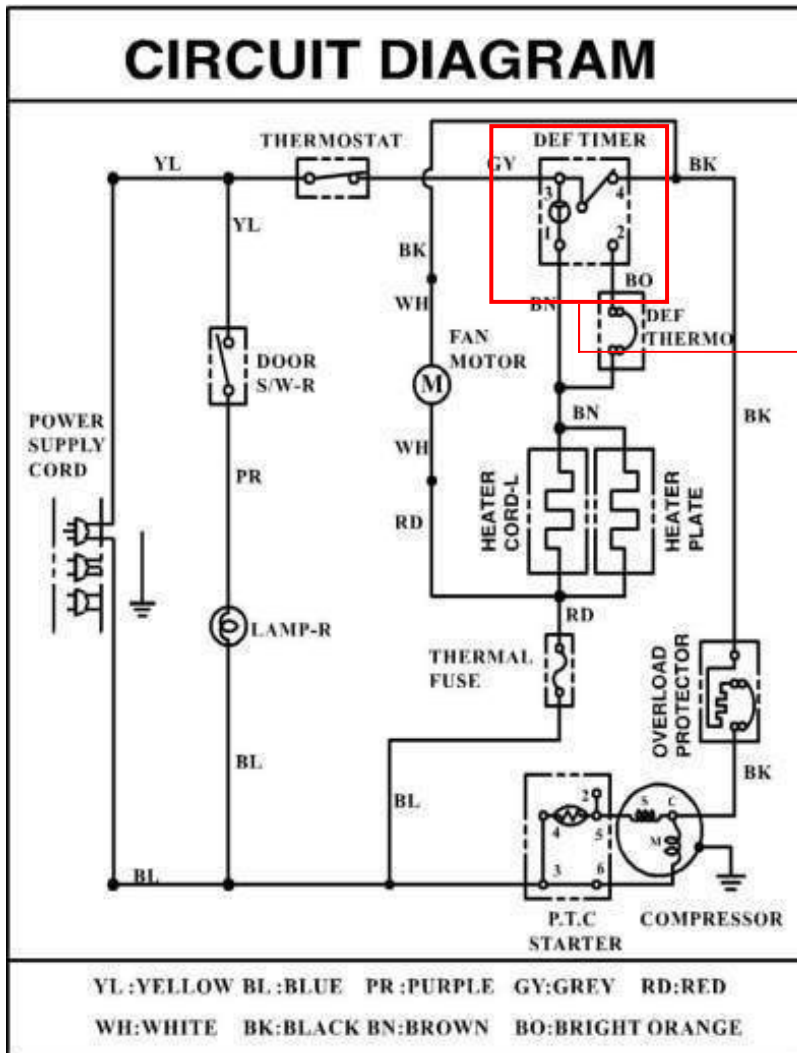 CIRCUIT DIAGRAM
THERMOSTAT
DEF TIMER
YL
GY
BK
3
4
YL
1
2
BK
BO
WH
BN
DEF
THERMO
FAN
MOTOR
DOOR
S/W-R
M
POWER
SUPPLY
CORD
BN
BK
WH
PR
HEATER
CORD-L
HEATER
PLATE
RD
RD
LAMP-R
THERMAL
FUSE
OVERLOAD
PROTECTOR
BL
BL
BK
2
S
C
4
5
M
3
6
BL
P.T.C
STARTER
COMPRESSOR
YL:YELLOW BL:BLUE PR:PURPLE GY:GREY RD:RED
WH:WHITE BK:BLACK BN:BROWN BO:BRIGHT ORANGE